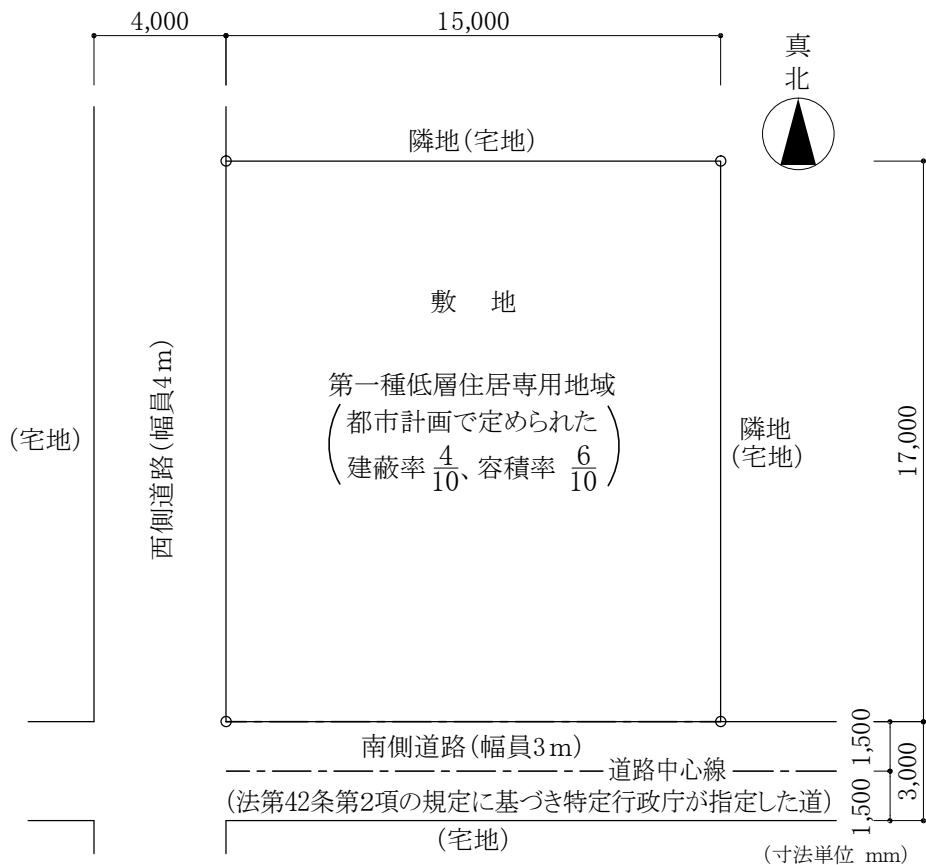 4,000
15,000
真
北
隣地(宅地)
敷 地
第一種低層住居専用地域
都市計画で定められた
建蔽率 4/10、容積率 6/10
(宅地)
西側道路(幅員4m)
隣地
(宅地)
17,000
南側道路(幅員3m)
道路中心線
(法第42条第2項の規定に基づき特定行政庁が指定した道)
(宅地)
1,500
1,500
3,000
(寸法単位 mm)